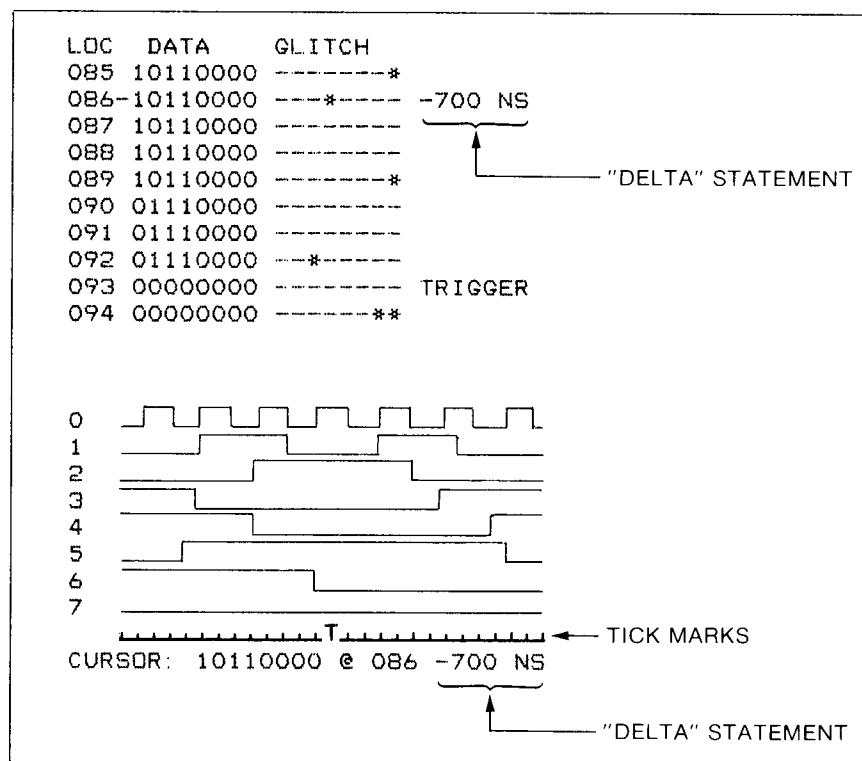 LOC DATA GLITCH
085 10110000 -------*
086-10110000 ---*---- -700 NS
087 10110000 --------
088 10110000 --------
"DELTA" STATEMENT
089 10110000 -------*
090 01110000 --------
091 01110000 --------
092 01110000 --*-----
093 00000000 -------- TRIGGER
094 00000000 ------**
0
1
2
3
4
5
6
7
T
TICK MARKS
CURSOR: 10110000 @ 086 -700 NS
"DELTA" STATEMENT